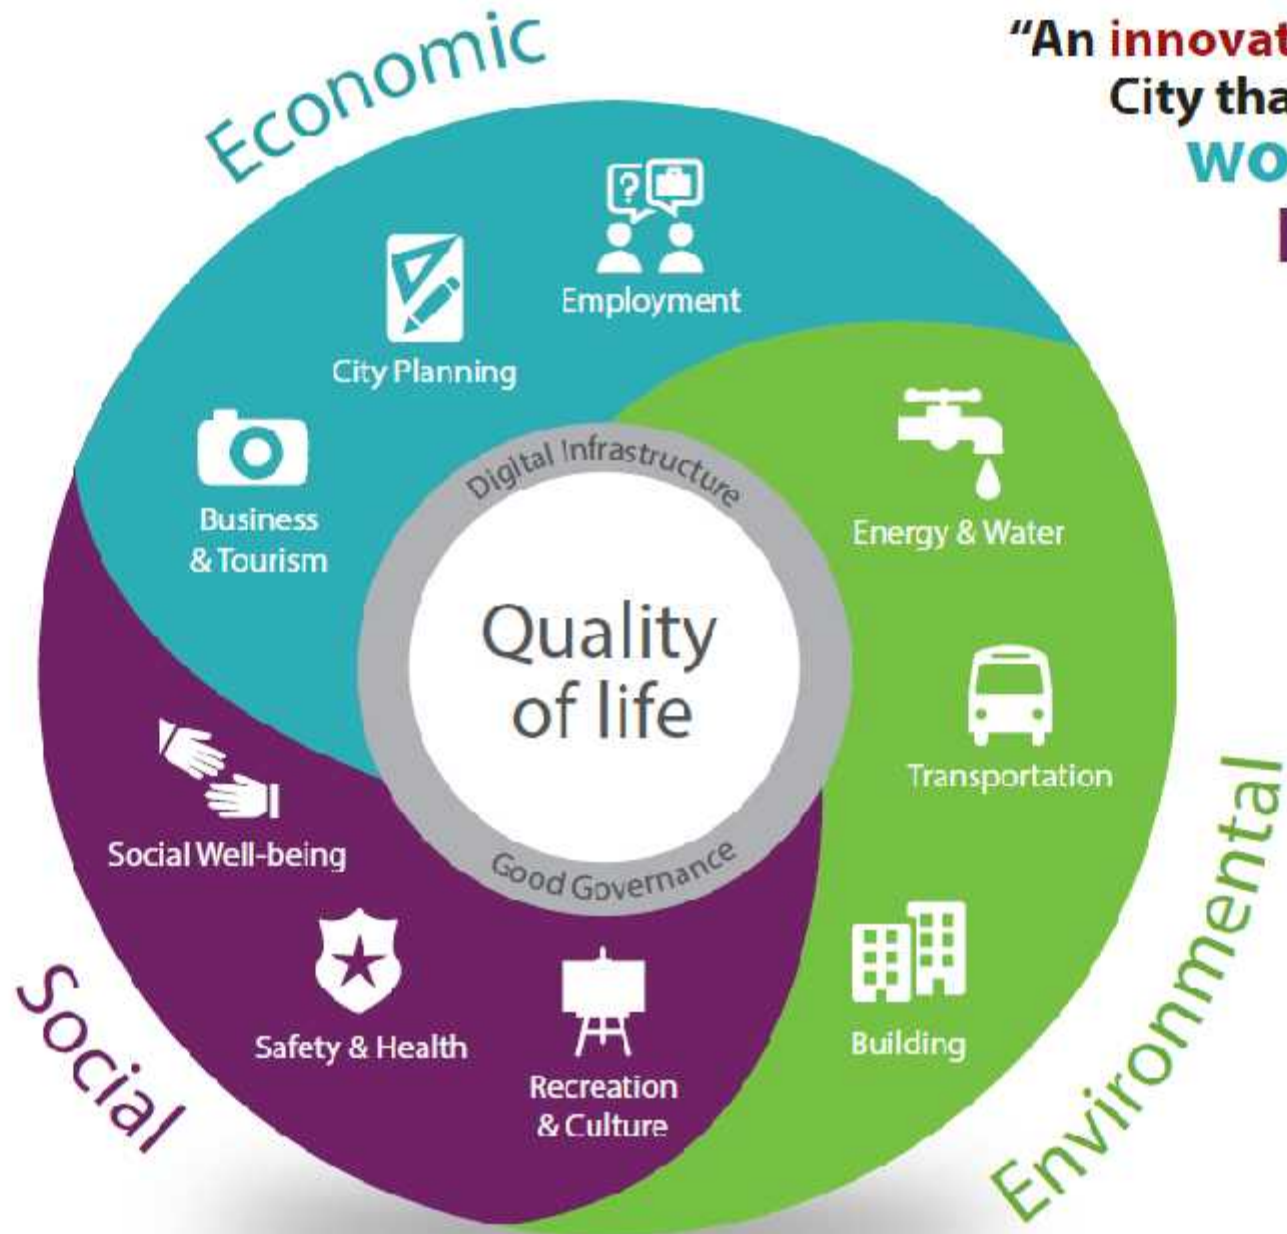 Economic
“An innovat
City tha
wo
Employment
City Planning
Business
& Tourism
Digital Infrastructure
Quality
of life
Good Governance
Energy & Water
Transportation
Building
Environmental
Social Well-being
Safety & Health
Recreation
& Culture
Social